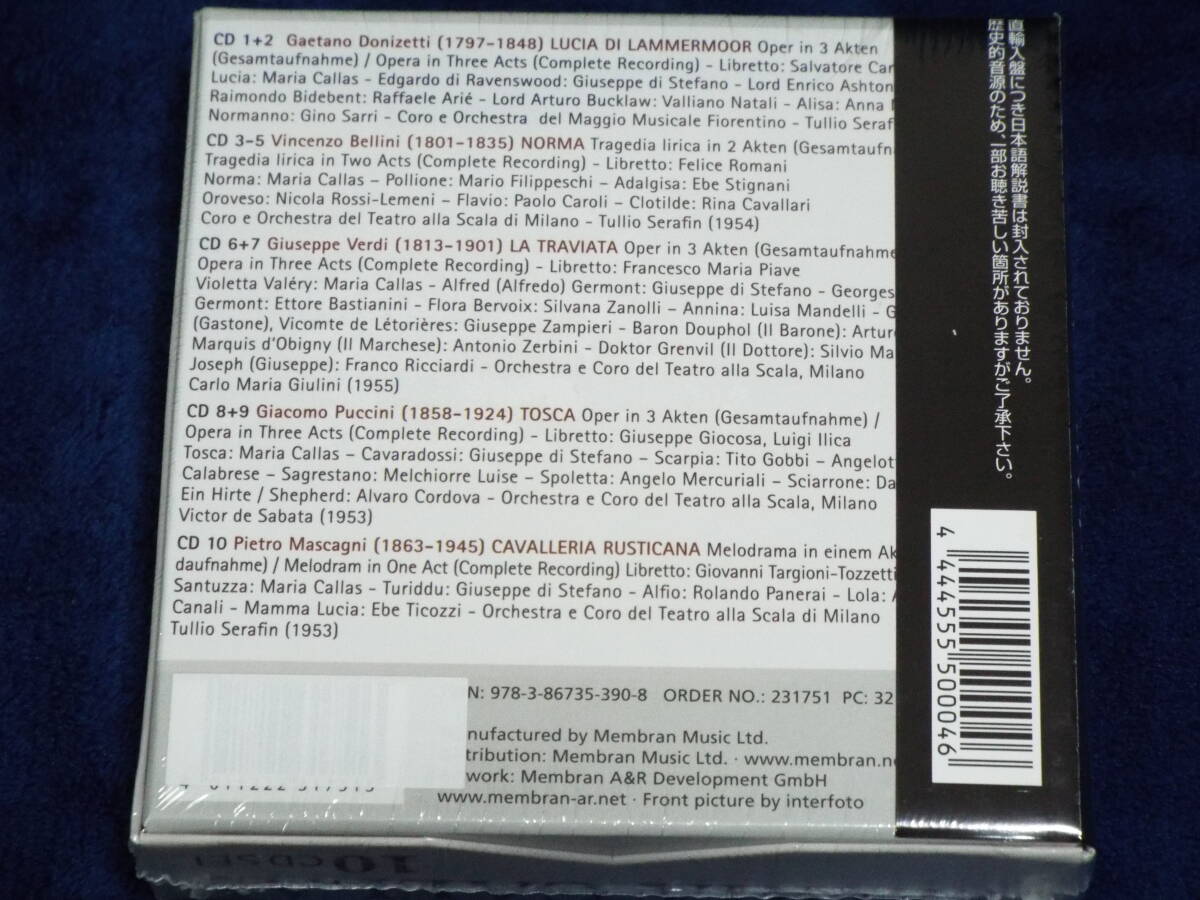 CD 1+2 Gaetano Donizetti (1797–1848) LUCIA DI LAMMERMOOR Oper in 3 Akten
(Gesamtaufnahme) / Opera in Three Acts (Complete Recording) – Libretto: Salvatore Car
Lucia: Maria Callas – Edgardo di Ravenswood: Giuseppe di Stefano – Lord Enrico Ashton
Raimondo Bidebent: Raffaele Arié – Lord Arturo Bucklaw: Valliano Natali – Alisa: Anna
Normanno: Gino Sarri – Coro e Orchestra del Maggio Musicale Fiorentino – Tullio Seraf
CD 3–5 Vincenzo Bellini (1801–1835) NORMA Tragedia lirica in 2 Akten (Gesamtaufn
Tragedia lirica in Two Acts (Complete Recording) – Libretto: Felice Romani
Norma: Maria Callas – Pollione: Mario Filippeschi – Adalgisa: Ebe Stignani
Oroveso: Nicola Rossi-Lemeni – Flavio: Paolo Caroli – Clotilde: Rina Cavallari
Coro e Orchestra del Teatro alla Scala di Milano – Tullio Serafin (1954)
CD 6+7 Giuseppe Verdi (1813–1901) LA TRAVIATA Oper in 3 Akten (Gesamtaufnahme
Opera in Three Acts (Complete Recording) – Libretto: Francesco Maria Piave
Violetta Valéry: Maria Callas – Alfred (Alfredo) Germont: Giuseppe di Stefano – Georges
Germont: Ettore Bastianini – Flora Bervoix: Silvana Zanolli – Annina: Luisa Mandelli – G
(Gastone), Vicomte de Létorières: Giuseppe Zampieri – Baron Douphol (Il Barone): Arturo
Marquis d'Obigny (Il Marchese): Antonio Zerbini – Doktor Grenvil (Il Dottore): Silvio Ma
Joseph (Giuseppe): Franco Ricciardi – Orchestra e Coro del Teatro alla Scala, Milano
Carlo Maria Giulini (1955)
CD 8+9 Giacomo Puccini (1858–1924) TOSCA Oper in 3 Akten (Gesamtaufnahme) /
Opera in Three Acts (Complete Recording) – Libretto: Giuseppe Giocosa, Luigi Ilica
Tosca: Maria Callas – Cavaradossi: Giuseppe di Stefano – Scarpia: Tito Gobbi – Angelot
Calabrese – Sagrestano: Melchiorre Luise – Spoletta: Angelo Mercuriali – Sciarrone: Da
Ein Hirte / Shepherd: Alvaro Cordova – Orchestra e Coro del Teatro alla Scala, Milano
Victor de Sabata (1953)
CD 10 Pietro Mascagni (1863–1945) CAVALLERIA RUSTICANA Melodrama in einem Ak
daufnahme) / Melodram in One Act (Complete Recording) Libretto: Giovanni Targioni-Tozzetti
Santuzza: Maria Callas – Turiddu: Giuseppe di Stefano – Alfio: Rolando Panerai – Lola:
Canali – Mamma Lucia: Ebe Ticozzi – Orchestra e Coro del Teatro alla Scala di Milano
Tullio Serafin (1953)
N: 978-3-86735-390-8 ORDER NO.: 231751 PC: 32
nufactured by Membran Music Ltd.
tribution: Membran Music Ltd. · www.membran.ne
work: Membran A&R Development GmbH
www.membran-ar.net · Front picture by interfoto
直輸入盤につき日本語解説書は封入されておりません。
歴史的音源のため、一部お聴き苦しい箇所がありますがご了承下さい。
4 444555 500046
10 CD SET